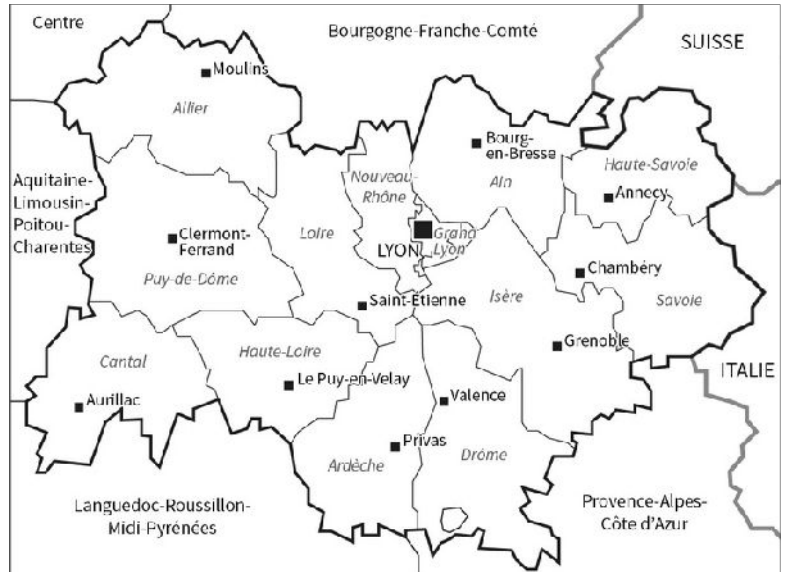 Centre
Bourgogne-Franche-Comté
SUISSE
Moulins
Allier
Bourg-
en-Bresse
Ain
Haute-Savoie
Annecy
Nouveau-
Rhône
Aquitaine-
Limousin-
Poitou-
Charentes
Clermont-
Ferrand
Puy-de-Dôme
Loire
LYON
Grand
Lyon
Chambéry
Savoie
Isère
Saint-Etienne
Grenoble
Cantal
Aurillac
Haute-Loire
Le Puy-en-Velay
Valence
ITALIE
Privas
Ardèche
Drôme
Languedoc-Roussillon-
Midi-Pyrénées
Provence-Alpes-
Côte d'Azur